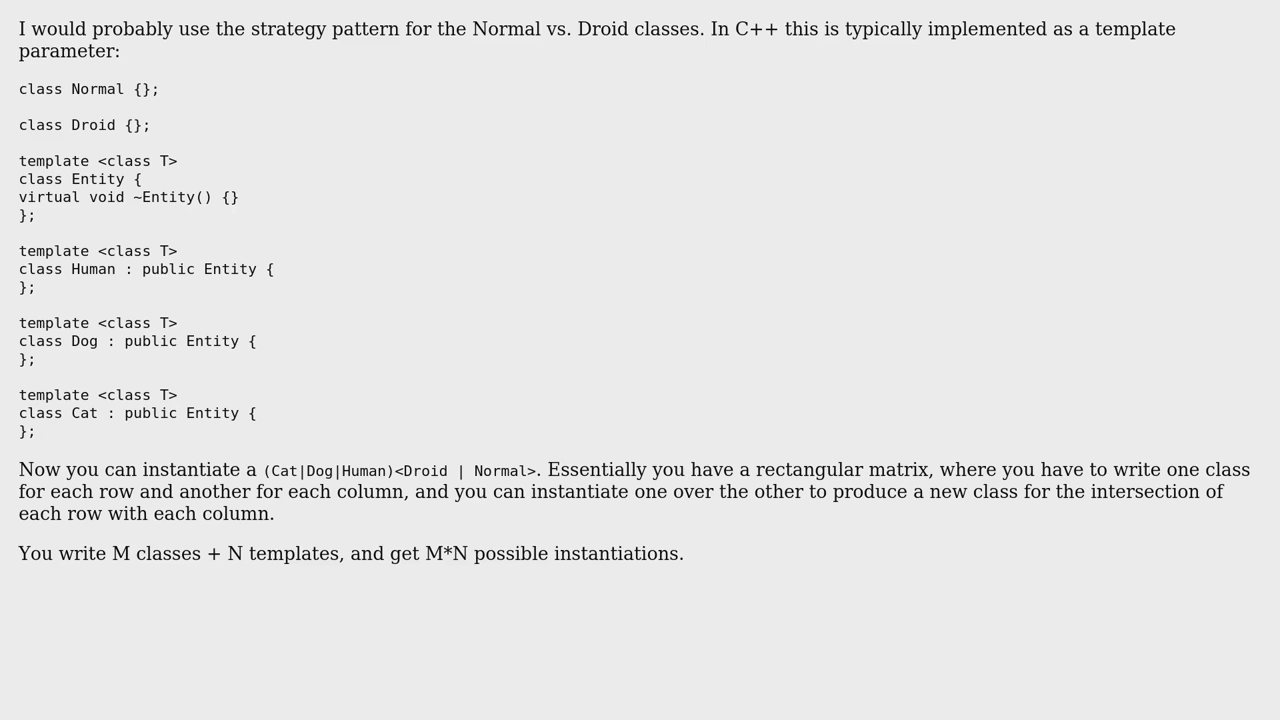 I would probably use the strategy pattern for the Normal vs. Droid classes. In C++ this is typically implemented as a template
parameter:
class Normal {};
class Droid {};
template <class T>
class Entity {
virtual void ~Entity() {}
};
template <class T>
class Human : public Entity {
};
template <class T>
class Dog : public Entity {
};
template <class T>
class Cat : public Entity {
};
Now you can instantiate a (Cat|Dog|Human)<Droid | Normal>. Essentially you have a rectangular matrix, where you have to write one class
for each row and another for each column, and you can instantiate one over the other to produce a new class for the intersection of
each row with each column.
You write M classes + N templates, and get M*N possible instantiations.